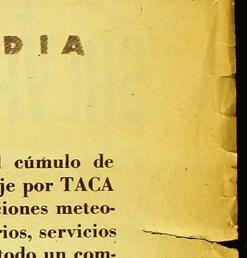 DIA
l cúmulo de
je por TACA
ciones meteo-
rios, servicios
todo un com-